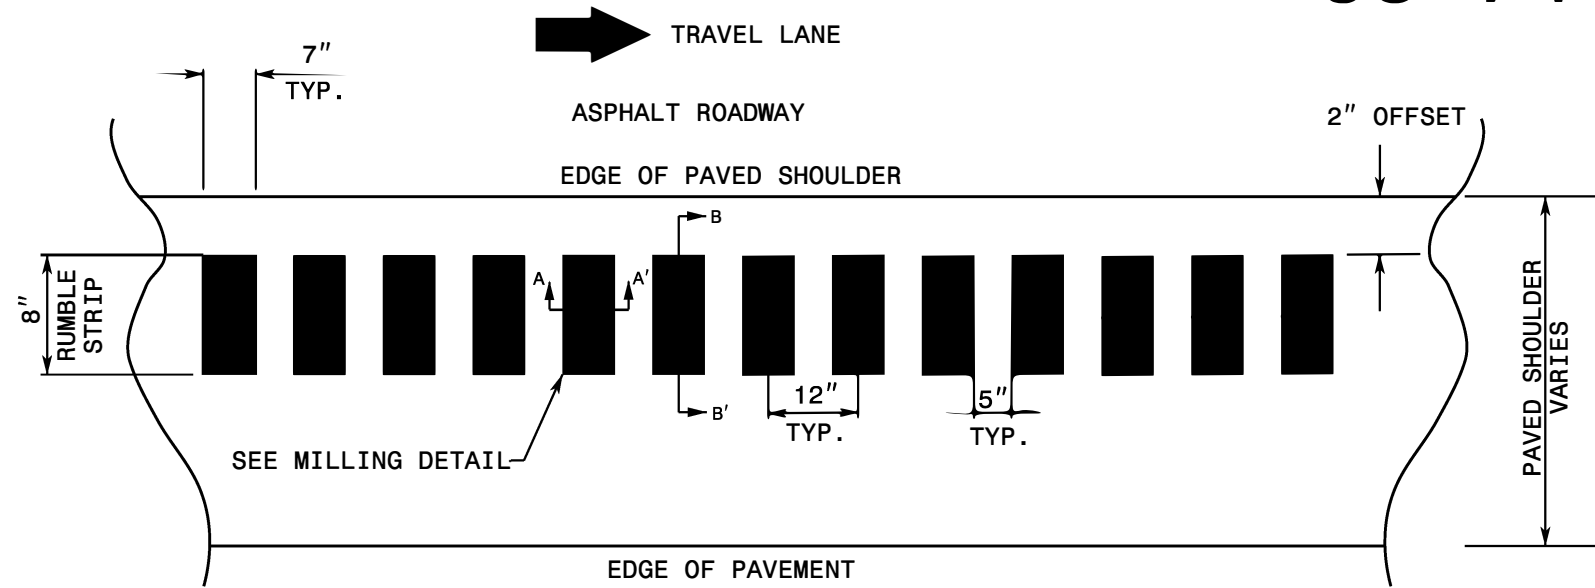 TRAVEL LANE
7"
TYP.
ASPHALT ROADWAY
2" OFFSET
EDGE OF PAVED SHOULDER
B
A
A'
8"
RUMBLE
STRIP
PAVED SHOULDER
VARIES
12"
TYP.
5"
TYP.
B'
SEE MILLING DETAIL
EDGE OF PAVEMENT